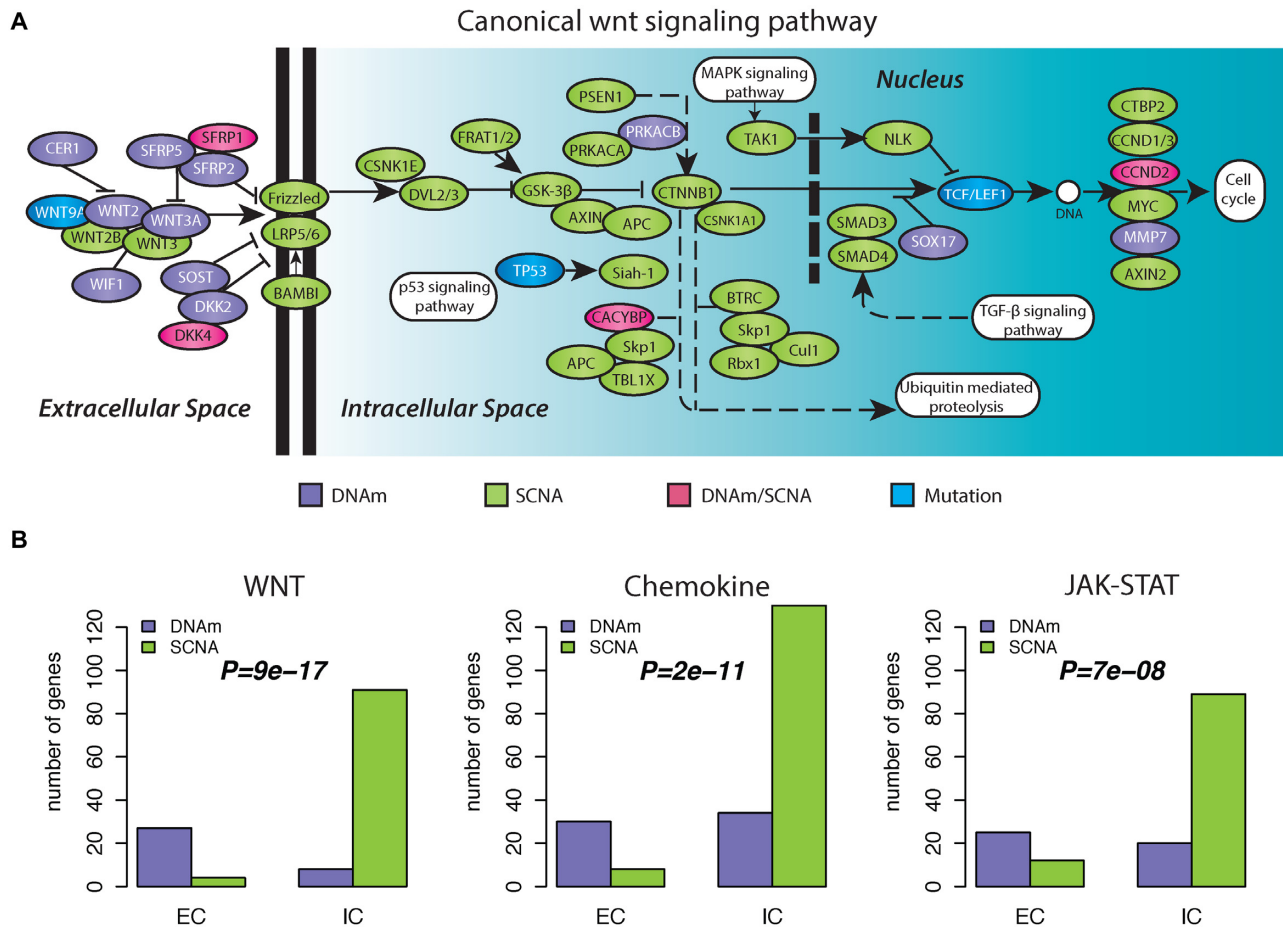 A
Canonical wnt signaling pathway
CER1
SFRP5
SFRP1
SFRP2
WNT9A
WNT2
WNT3A
WNT2B
WNT3
WIF1
SOST
DKK2
DKK4
Frizzled
LRP5/6
BAMBI
CSNK1E
DVL2/3
FRAT1/2
GSK-3β
AXIN
APC
PSEN1
PRKACB
PRKACA
CTNNB1
CSNK1A1
MAPK signaling
pathway
TAK1
Nucleus
NLK
TCF/LEF1
SMAD3
SMAD4
SOX17
DNA
CTBP2
CCND1/3
CCND2
MYC
MMP7
AXIN2
Cell
cycle
p53 signaling
pathway
TP53
Siah-1
CACYBP
Skp1
APC
TBL1X
BTRC
Skp1
Rbx1
Cul1
TGF-β signaling
pathway
Ubiquitin mediated
proteolysis
Extracellular Space
Intracellular Space
DNAm
SCNA
DNAm/SCNA
Mutation
B
WNT
DNAm
SCNA
P=9e−17
number of genes
0
20
40
60
80
100
120
EC
IC
Chemokine
DNAm
SCNA
P=2e−11
number of genes
0
20
40
60
80
100
120
EC
IC
JAK-STAT
DNAm
SCNA
P=7e−08
number of genes
0
20
40
60
80
100
120
EC
IC